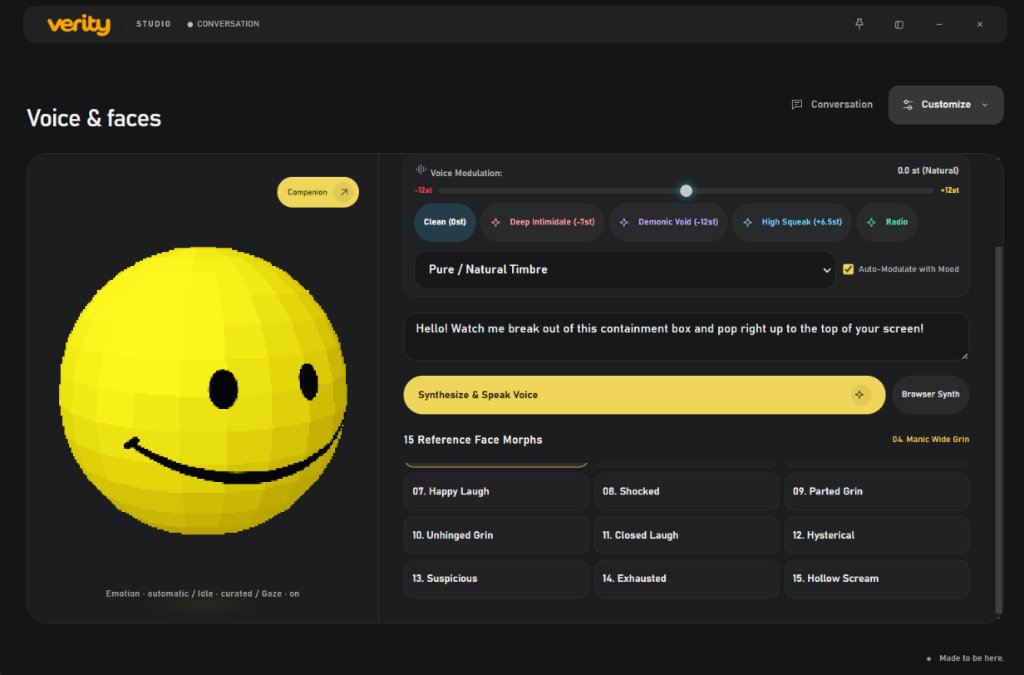 verity STUDIO CONVERSATION
Voice & faces
Conversation Customize
Companion
Voice Modulation: 0.0 st (Natural)
-12st +12st
Clean (0st) Deep Intimidate (-7st) Demonic Void (-12st) High Squeak (+6.5st) Radio
Pure / Natural Timbre Auto-Modulate with Mood
Hello! Watch me break out of this containment box and pop right up to the top of your screen!
Synthesize & Speak Voice Browser Synth
15 Reference Face Morphs 04. Manic Wide Grin
07. Happy Laugh 08. Shocked 09. Parted Grin
10. Unhinged Grin 11. Closed Laugh 12. Hysterical
13. Suspicious 14. Exhausted 15. Hollow Scream
Emotion · automatic / Idle · curated / Gaze · on
Made to be here.